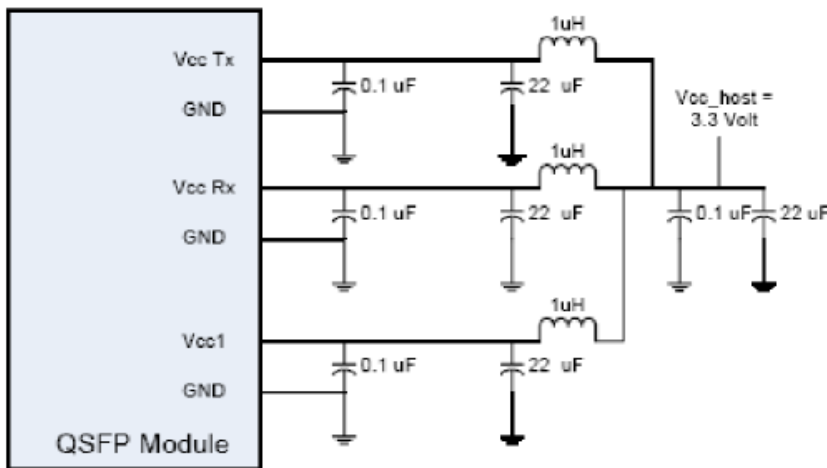 1uH
Vcc Tx
0.1 uF
22 uF
GND
Vcc_host =
3.3 Volt
1uH
Vcc Rx
0.1 uF
22 uF
0.1 uF
22 uF
GND
1uH
Vcc1
0.1 uF
22 uF
GND
QSFP Module